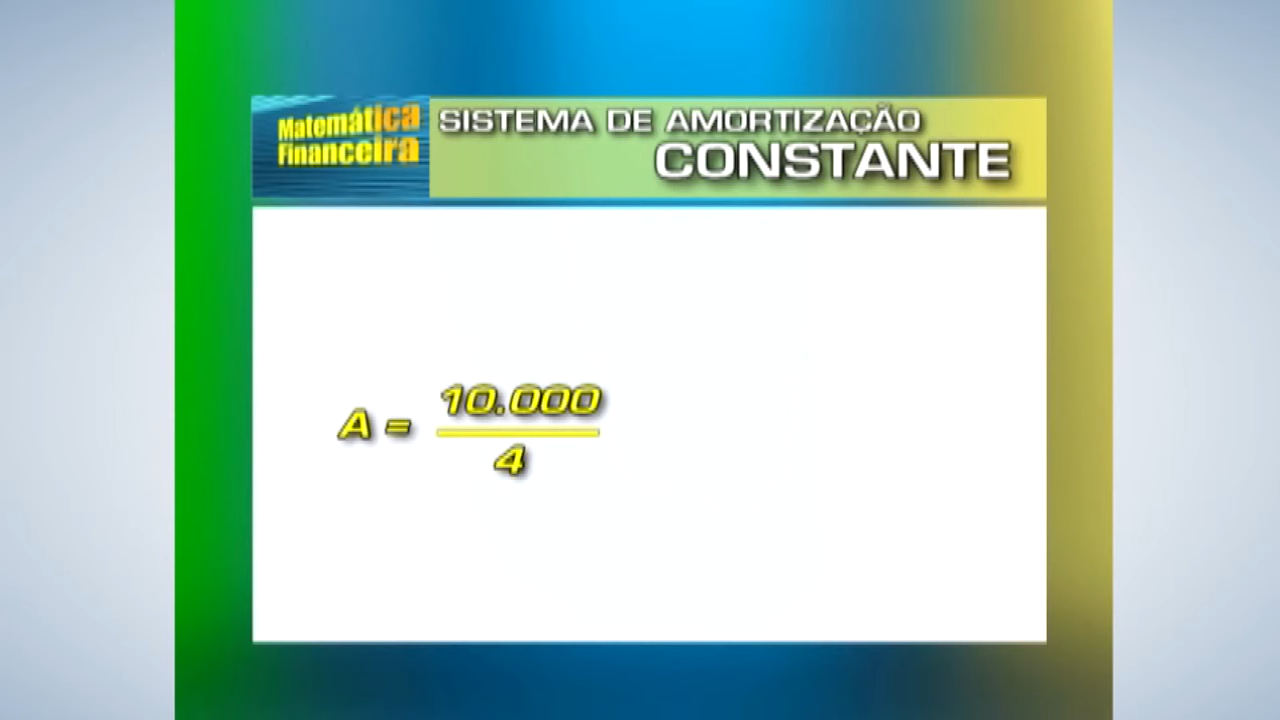 Matemática
Financeira
SISTEMA DE AMORTIZAÇÃO
CONSTANTE
A = 10.000
4